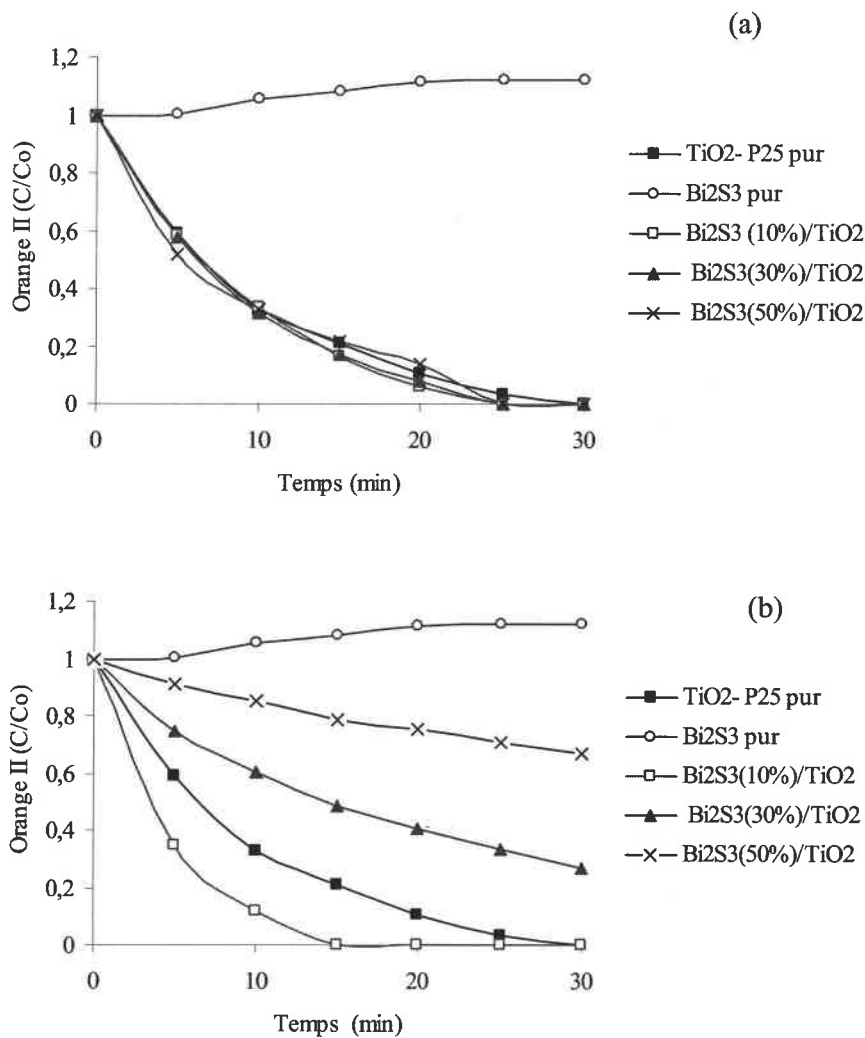 (a)
1,2
1
0,8
0,6
0,4
0,2
0
Orange II (C/Co)
0 10 20 30
Temps (min)
TiO2- P25 pur
Bi2S3 pur
Bi2S3 (10%)/TiO2
Bi2S3(30%)/TiO2
Bi2S3(50%)/TiO2
(b)
1,2
1
0,8
0,6
0,4
0,2
0
Orange II (C/Co)
0 10 20 30
Temps (min)
TiO2- P25 pur
Bi2S3 pur
Bi2S3(10%)/TiO2
Bi2S3(30%)/TiO2
Bi2S3(50%)/TiO2